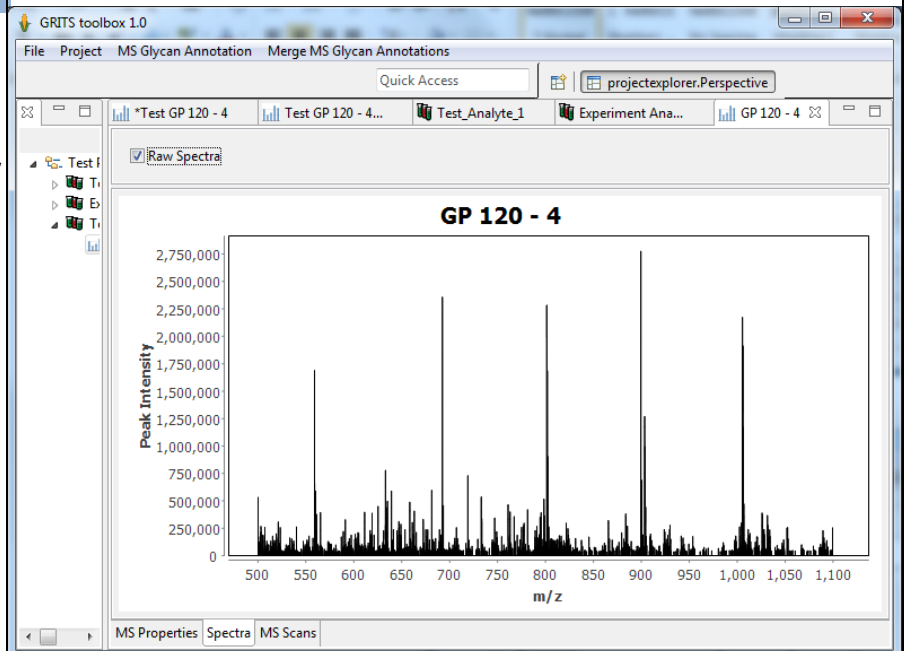 GRITS toolbox 1.0
File Project MS Glycan Annotation Merge MS Glycan Annotations
Quick Access projectexplorer.Perspective
*Test GP 120 - 4 Test GP 120 - 4... Test_Analyte_1 Experiment Ana... GP 120 - 4
Raw Spectra
Test
GP 120 - 4
Peak Intensity
2,750,000
2,500,000
2,250,000
2,000,000
1,750,000
1,500,000
1,250,000
1,000,000
750,000
500,000
250,000
0
500 550 600 650 700 750 800 850 900 950 1,000 1,050 1,100
m/z
MS Properties Spectra MS Scans